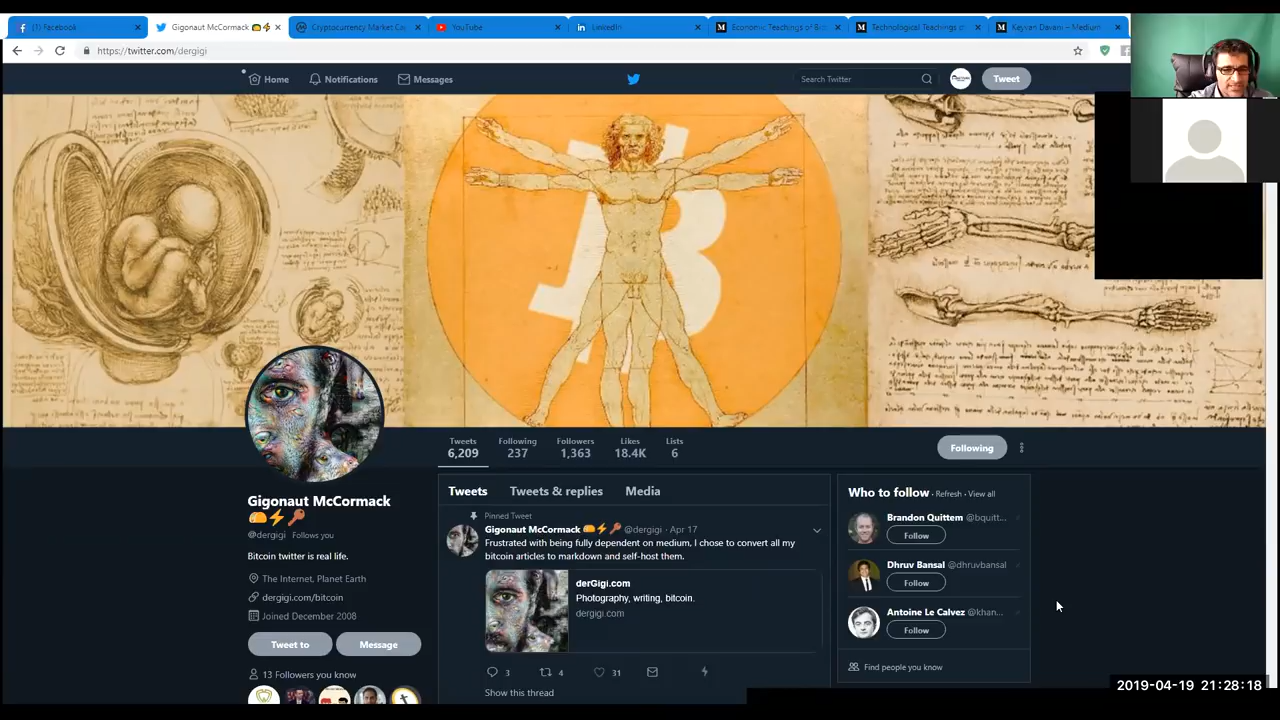 (1) Facebook
Gigonaut McCormack 🌮⚡
Cryptocurrency Market Ca
YouTube
LinkedIn
Economic Teachings of Bi
Technological Teachings o
Keyvan Davani – Medium
https://twitter.com/dergigi
Home
Notifications
Messages
Search Twitter
Tweet
Tweets
6,209
Following
237
Followers
1,363
Likes
18.4K
Lists
6
Following
Gigonaut McCormack
🌮⚡🔑
@dergigi Follows you
Bitcoin twitter is real life.
The Internet, Planet Earth
dergigi.com/bitcoin
Joined December 2008
Tweet to
Message
13 Followers you know
Tweets
Tweets & replies
Media
Pinned Tweet
Gigonaut McCormack 🌮⚡🔑 @dergigi · Apr 17
Frustrated with being fully dependent on medium, I chose to convert all my
bitcoin articles to markdown and self-host them.
derGigi.com
Photography, writing, bitcoin.
dergigi.com
3
4
31
Show this thread
Who to follow · Refresh · View all
Brandon Quittem @bquitt...
Follow
Dhruv Bansal @dhruvbansal
Follow
Antoine Le Calvez @khan...
Follow
Find people you know
2019-04-19 21:28:18